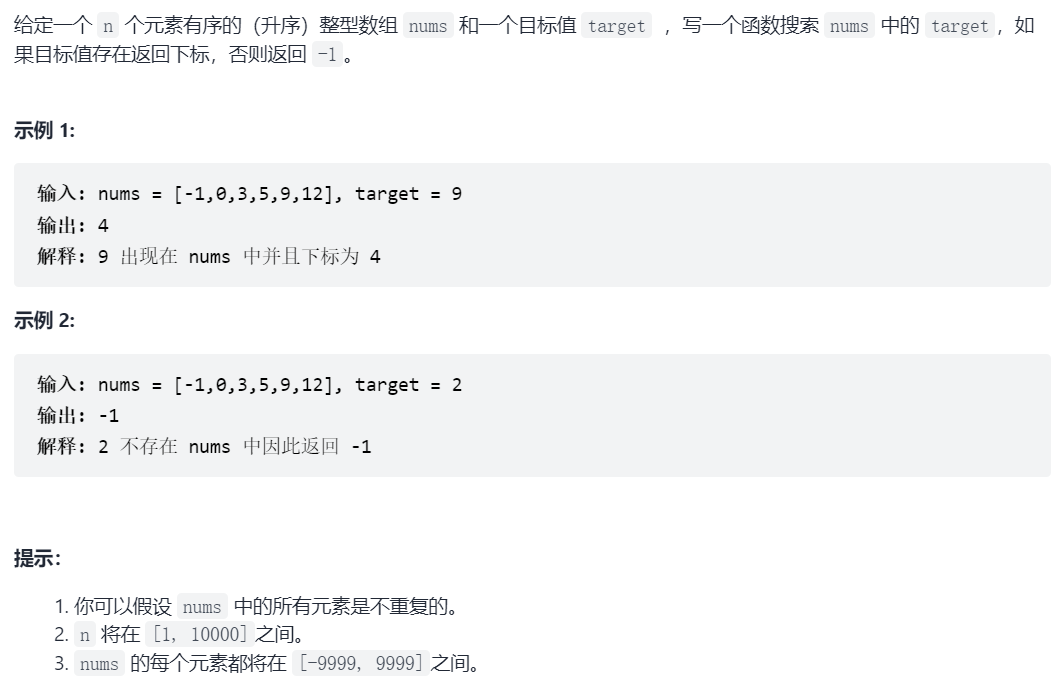 给定一个 n 个元素有序的（升序）整型数组 nums 和一个目标值 target ，写一个函数搜索 nums 中的 target，如
果目标值存在返回下标，否则返回 -1。
示例 1:
输入: nums = [-1,0,3,5,9,12], target = 9
输出: 4
解释: 9 出现在 nums 中并且下标为 4
示例 2:
输入: nums = [-1,0,3,5,9,12], target = 2
输出: -1
解释: 2 不存在 nums 中因此返回 -1
提示：
1. 你可以假设 nums 中的所有元素是不重复的。
2. n 将在 [1, 10000]之间。
3. nums 的每个元素都将在 [-9999, 9999]之间。